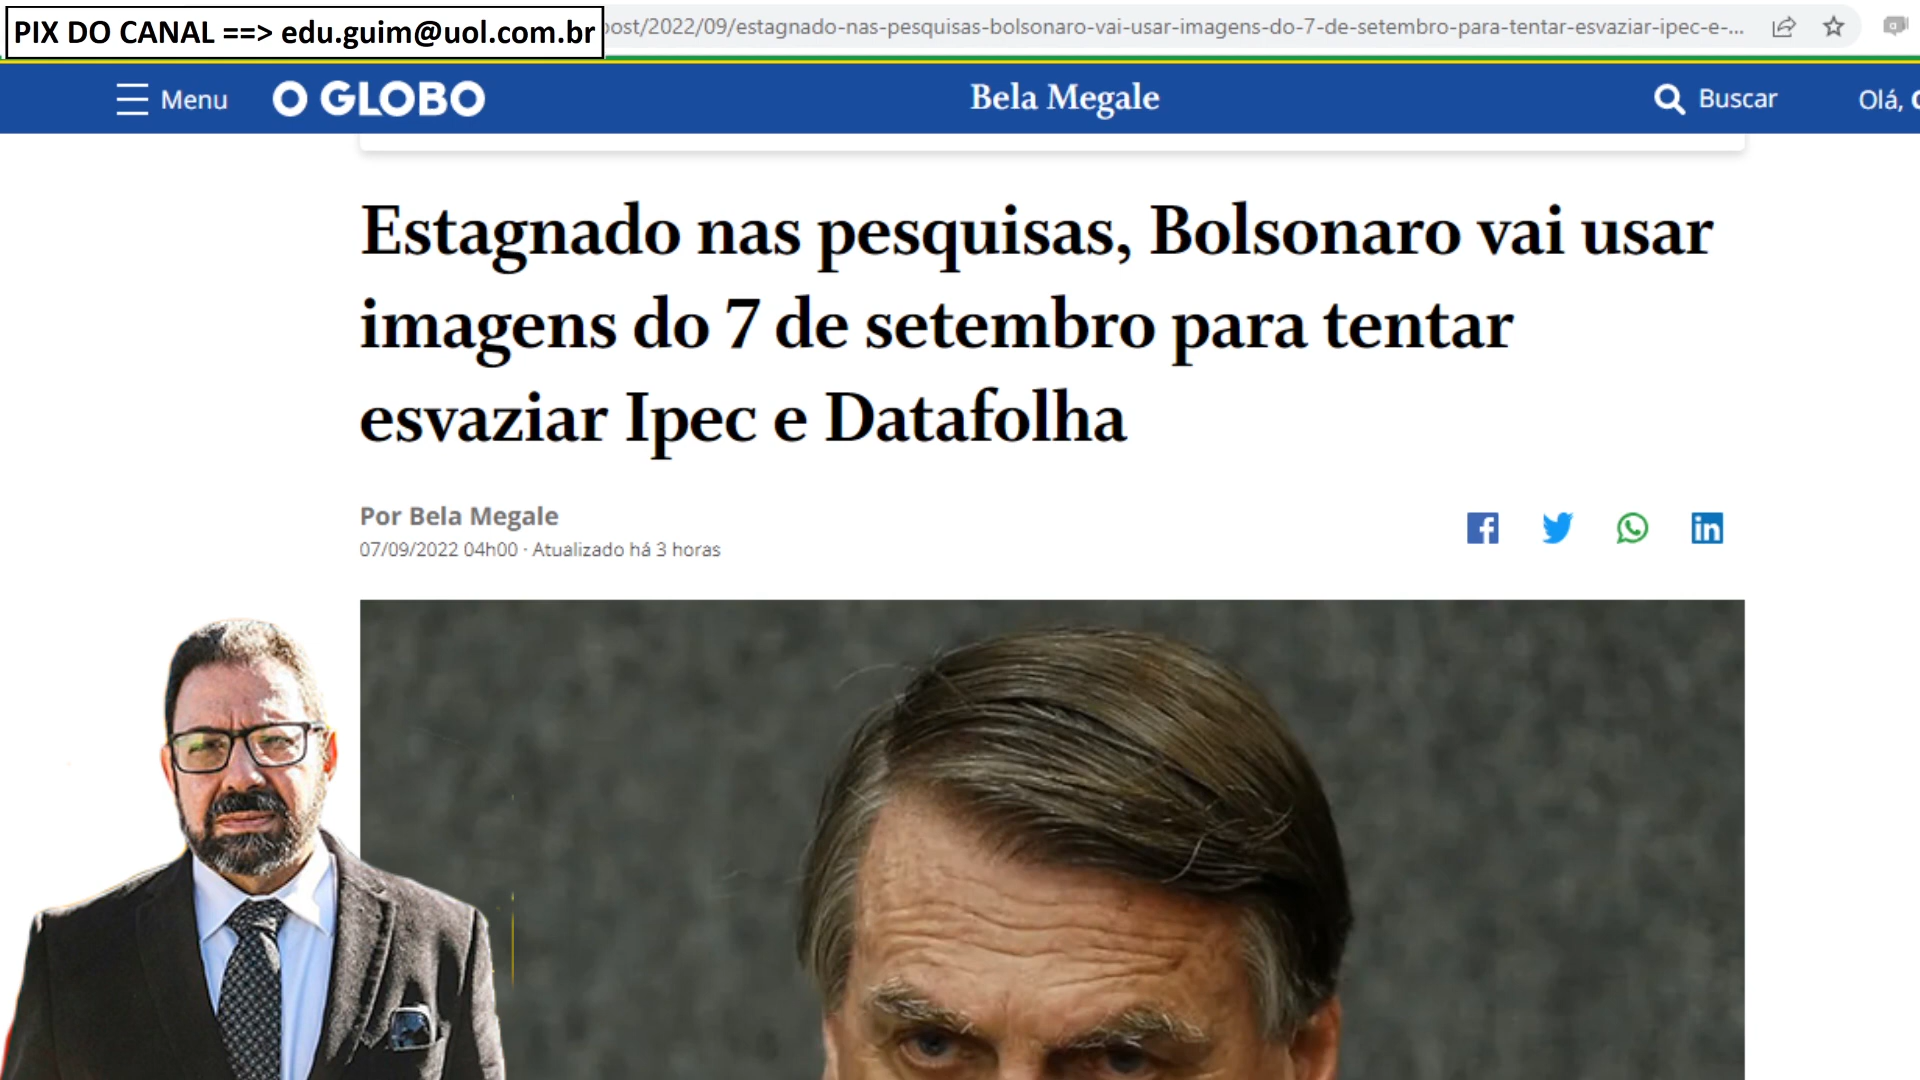 PIX DO CANAL ==> edu.guim@uol.com.br
post/2022/09/estagnado-nas-pesquisas-bolsonaro-vai-usar-imagens-do-7-de-setembro-para-tentar-esvaziar-ipec-e-...
Menu
O GLOBO
Bela Megale
Buscar
Olá,
Estagnado nas pesquisas, Bolsonaro vai usar
imagens do 7 de setembro para tentar
esvaziar Ipec e Datafolha
Por Bela Megale
07/09/2022 04h00 · Atualizado há 3 horas